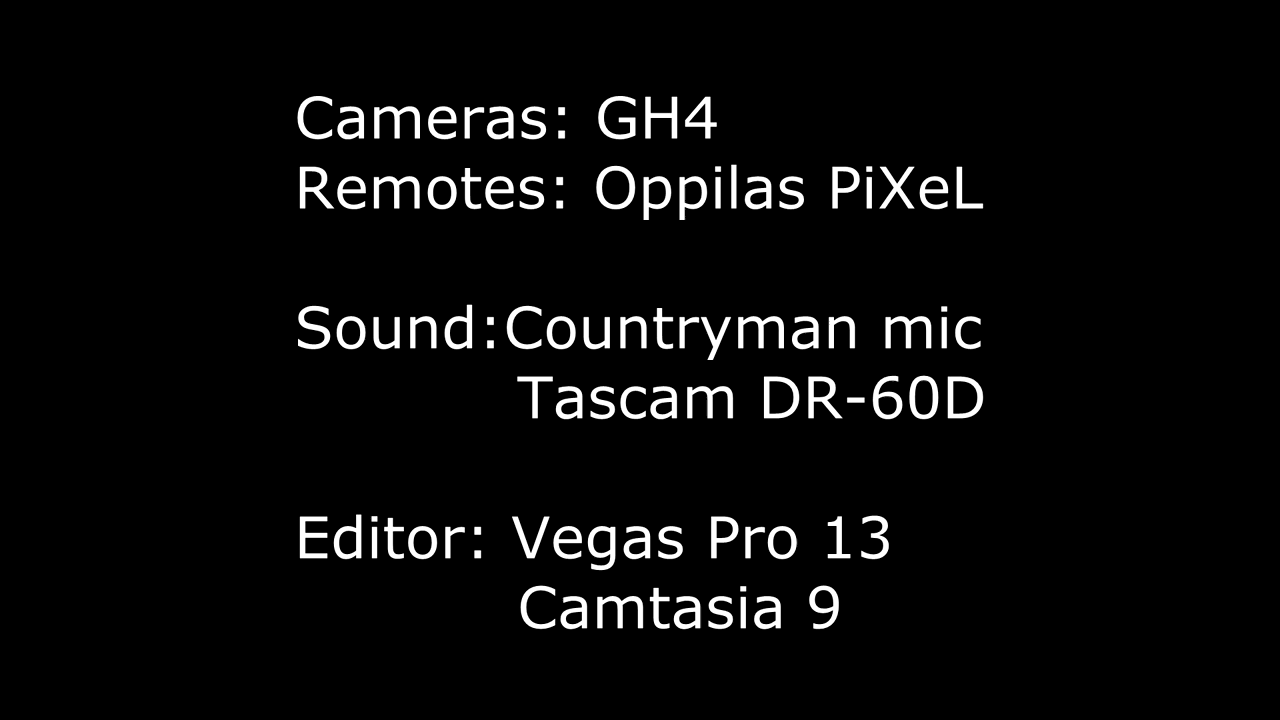 Cameras: GH4
Remotes: Oppilas PiXeL
Sound:Countryman mic
Tascam DR-60D
Editor: Vegas Pro 13
Camtasia 9